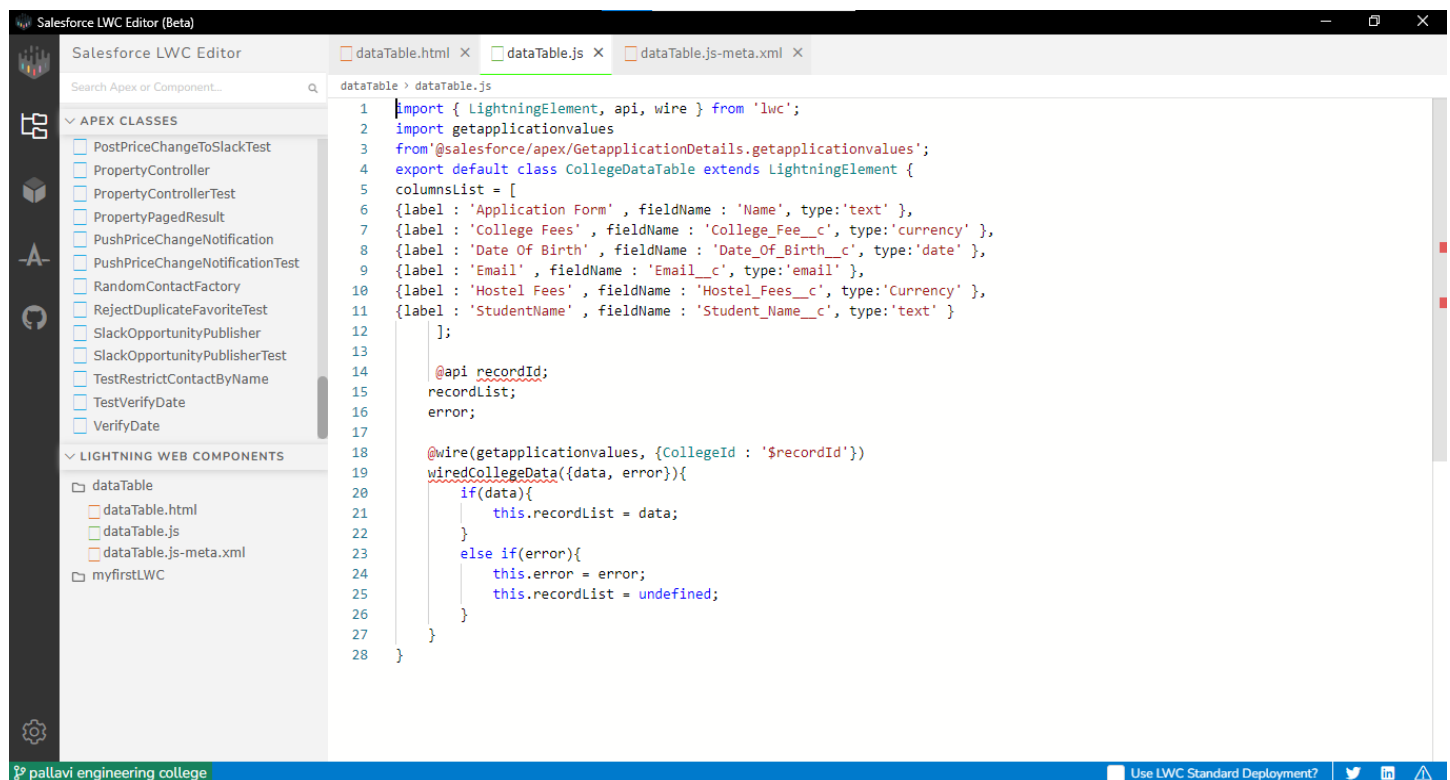 Salesforce LWC Editor (Beta)
Salesforce LWC Editor
dataTable.html
dataTable.js
dataTable.js-meta.xml
Search Apex or Component...
dataTable > dataTable.js
APEX CLASSES
PostPriceChangeToSlackTest
PropertyController
PropertyControllerTest
PropertyPagedResult
PushPriceChangeNotification
PushPriceChangeNotificationTest
RandomContactFactory
RejectDuplicateFavoriteTest
SlackOpportunityPublisher
SlackOpportunityPublisherTest
TestRestrictContactByName
TestVerifyDate
VerifyDate
LIGHTNING WEB COMPONENTS
dataTable
dataTable.html
dataTable.js
dataTable.js-meta.xml
myfirstLWC
1 import { LightningElement, api, wire } from 'lwc';
2 import getapplicationvalues
3 from'@salesforce/apex/GetapplicationDetails.getapplicationvalues';
4 export default class CollegeDataTable extends LightningElement {
5 columnsList = [
6 {label : 'Application Form' , fieldName : 'Name', type:'text' },
7 {label : 'College Fees' , fieldName : 'College_Fee__c', type:'currency' },
8 {label : 'Date Of Birth' , fieldName : 'Date_Of_Birth__c', type:'date' },
9 {label : 'Email' , fieldName : 'Email__c', type:'email' },
10 {label : 'Hostel Fees' , fieldName : 'Hostel_Fees__c', type:'Currency' },
11 {label : 'StudentName' , fieldName : 'Student_Name__c', type:'text' }
12 ];
13
14 @api recordId;
15 recordList;
16 error;
17
18 @wire(getapplicationvalues, {CollegeId : '$recordId'})
19 wiredCollegeData({data, error}){
20 if(data){
21 this.recordList = data;
22 }
23 else if(error){
24 this.error = error;
25 this.recordList = undefined;
26 }
27 }
28 }
pallavi engineering college
Use LWC Standard Deployment?